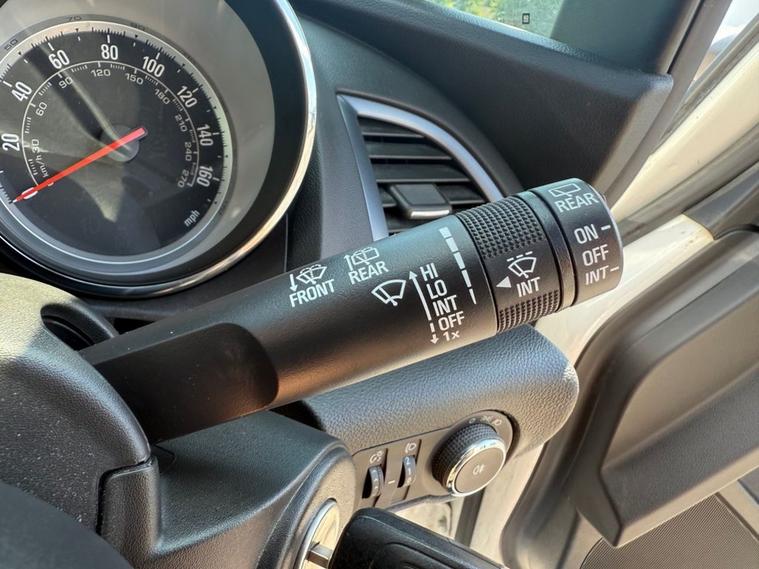 20
40
60
80
100
120
140
160
30
60
90
120
150
180
210
240
270
km/h
mph
FRONT
REAR
HI
LO
INT
OFF
1x
INT
REAR
ON
OFF
INT